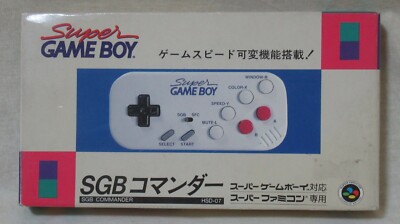 Super
GAME BOY
ゲームスピード可変機能搭載!
Super
GAME BOY
WINDOW-R
COLOR-X
SPEED-Y
MUTE-L
SGB SFC
SELECT START
SGBコマンダー
SGB COMMANDER HSD-07
スーパーゲームボーイ対応
スーパーファミコン専用